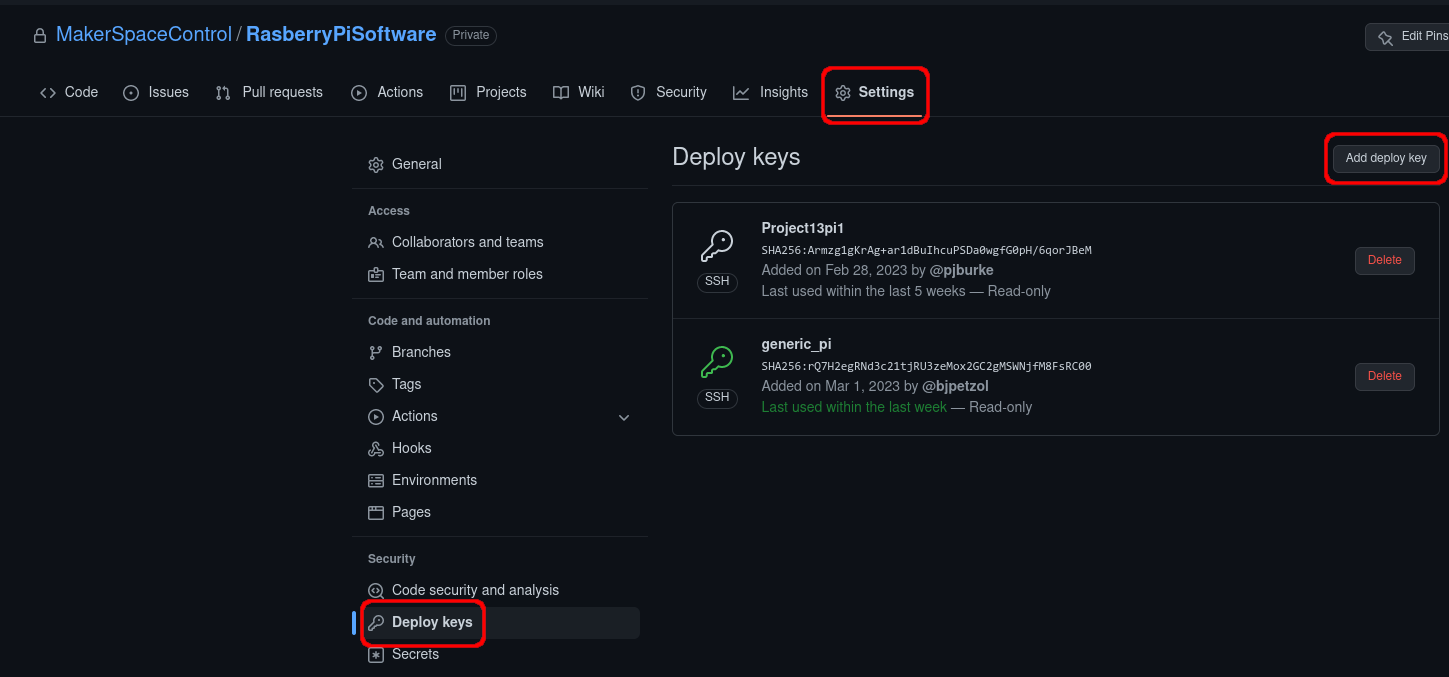 MakerSpaceControl / RasberryPiSoftware Private
Edit Pins
Code Issues Pull requests Actions Projects Wiki Security Insights Settings
General
Access
Collaborators and teams
Team and member roles
Code and automation
Branches
Tags
Actions
Hooks
Environments
Pages
Security
Code security and analysis
Deploy keys
Secrets
Deploy keys
Add deploy key
Project13pi1
SHA256:Armzg1gKrAg+ar1dBuIhcuPSDa0wgfG0pH/6qorJBeM
Added on Feb 28, 2023 by @pjburke
Last used within the last 5 weeks — Read-only
SSH
Delete
generic_pi
SHA256:rQ7H2egRNd3c21tjRU3zeMox2GC2gMSWNjfM8FsRC00
Added on Mar 1, 2023 by @bjpetzol
Last used within the last week — Read-only
SSH
Delete